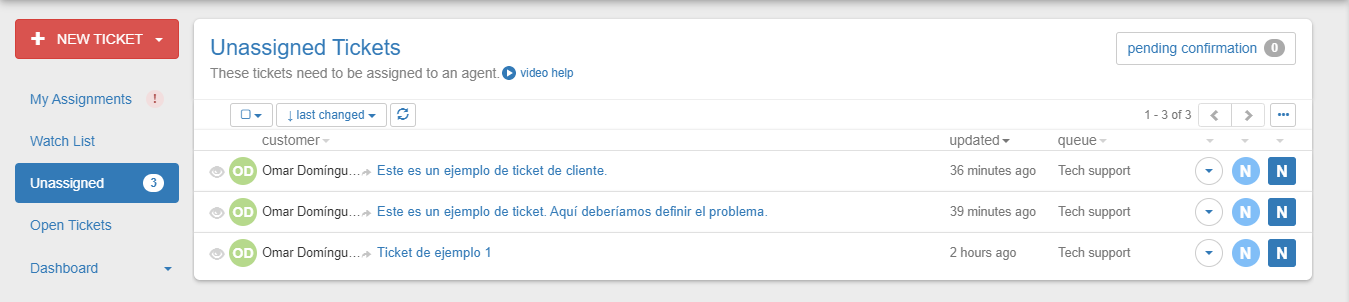 NEW TICKET
My Assignments !
Watch List
Unassigned 3
Open Tickets
Dashboard
Unassigned Tickets
These tickets need to be assigned to an agent. video help
pending confirmation 0
↓ last changed
1 - 3 of 3
customer updated queue
OD Omar Domíngu... Este es un ejemplo de ticket de cliente. 36 minutes ago Tech support N N
OD Omar Domíngu... Este es un ejemplo de ticket. Aquí deberíamos definir el problema. 39 minutes ago Tech support N N
OD Omar Domíngu... Ticket de ejemplo 1 2 hours ago Tech support N N